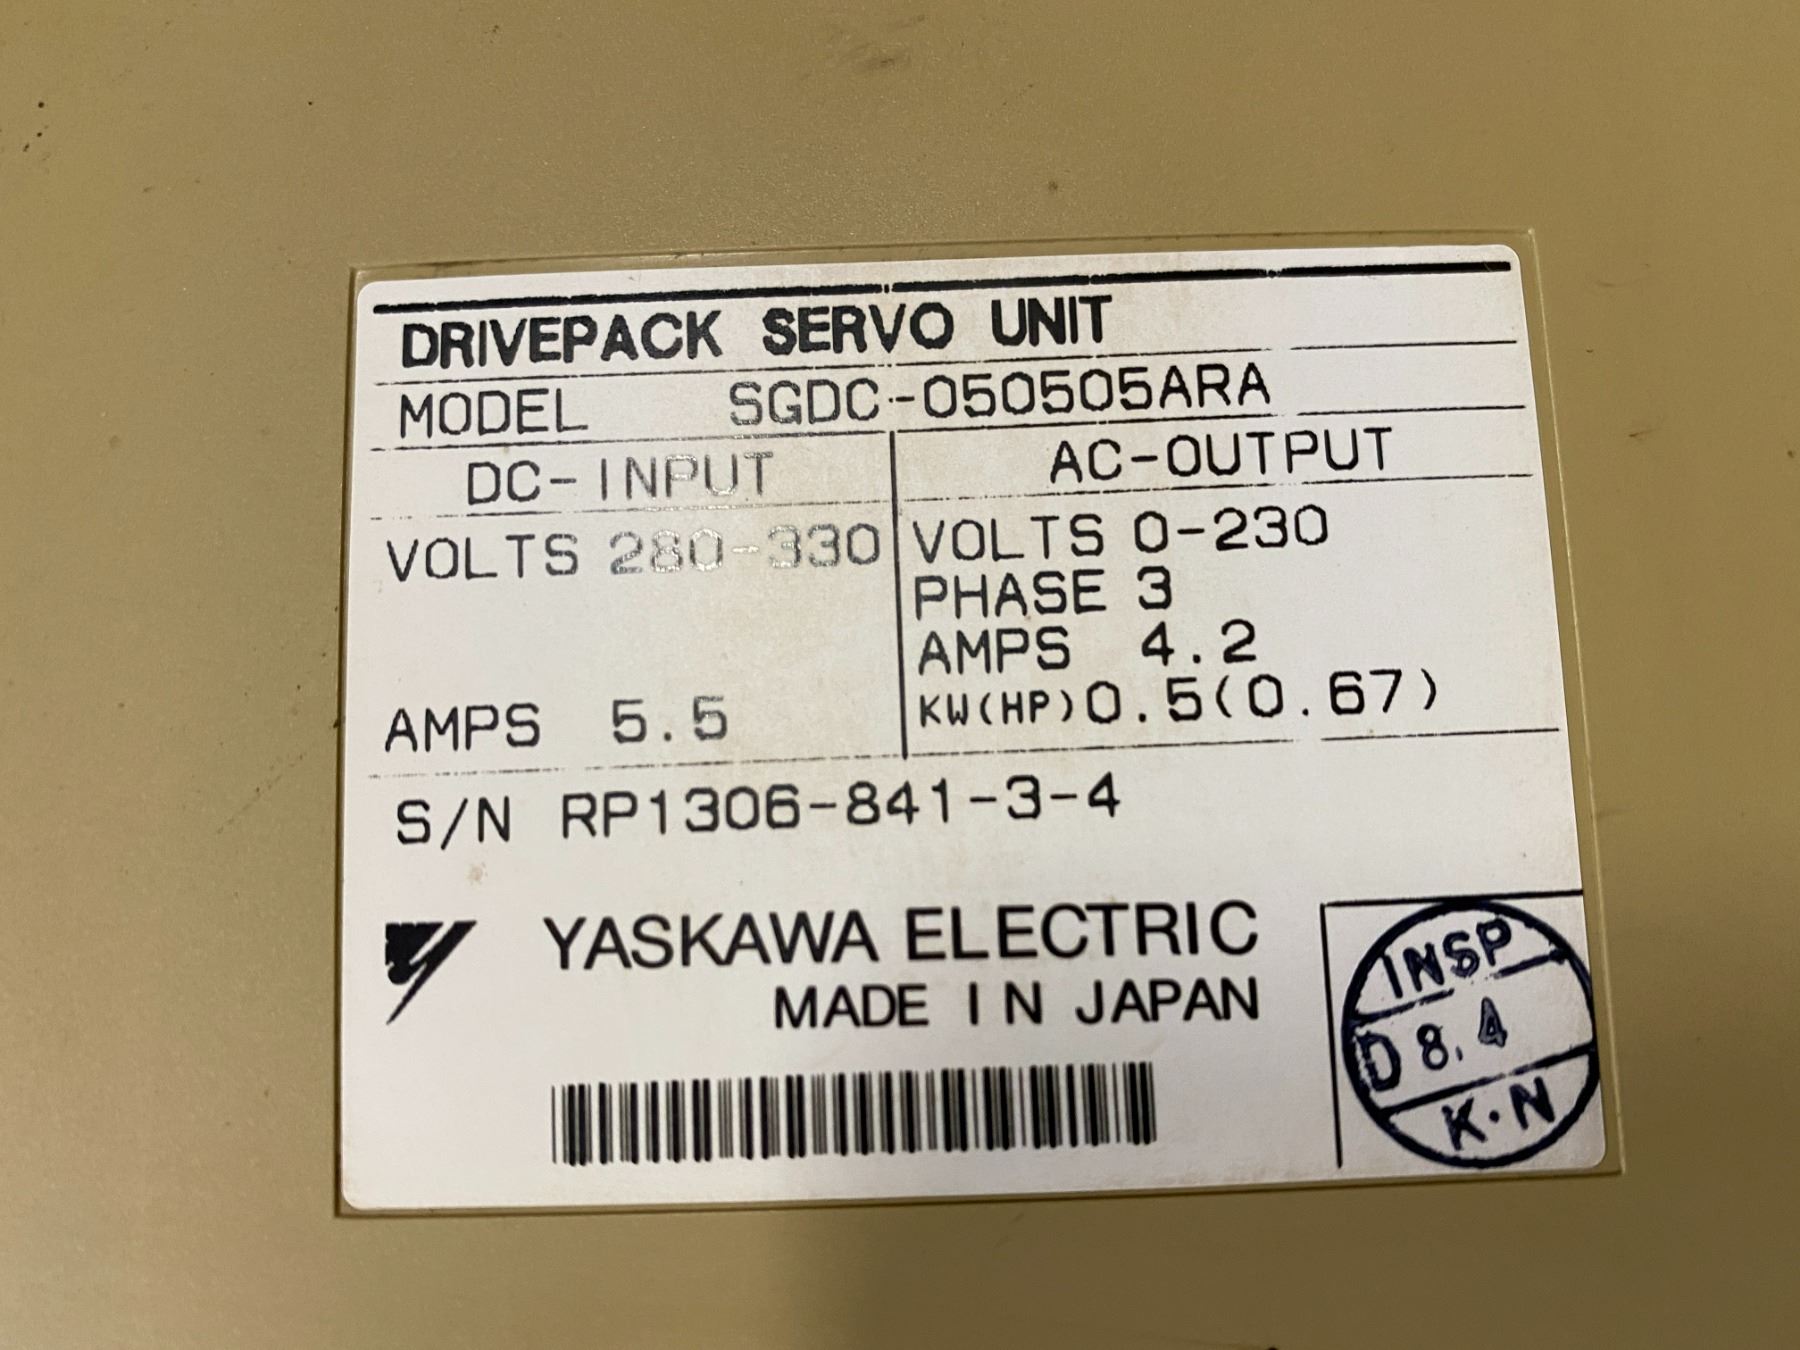 DRIVEPACK SERVO UNIT
MODEL SGDC-050505ARA
DC-INPUT
VOLTS 280-330
AMPS 5.5
AC-OUTPUT
VOLTS 0-230
PHASE 3
AMPS 4.2
KW(HP)0.5(0.67)
S/N RP1306-841-3-4
YASKAWA ELECTRIC
MADE IN JAPAN
INSP
D 8.4
K.N